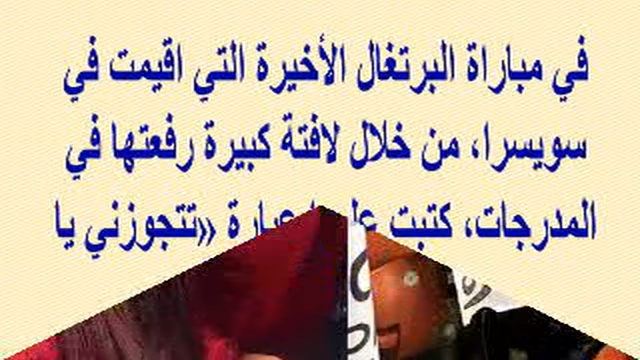 في مباراة البرتغال الأخيرة التي اقيمت في
سويسرا، من خلال لافتة كبيرة رفعتها في
المدرجات، كتبت عليها عبارة «تتجوزني يا